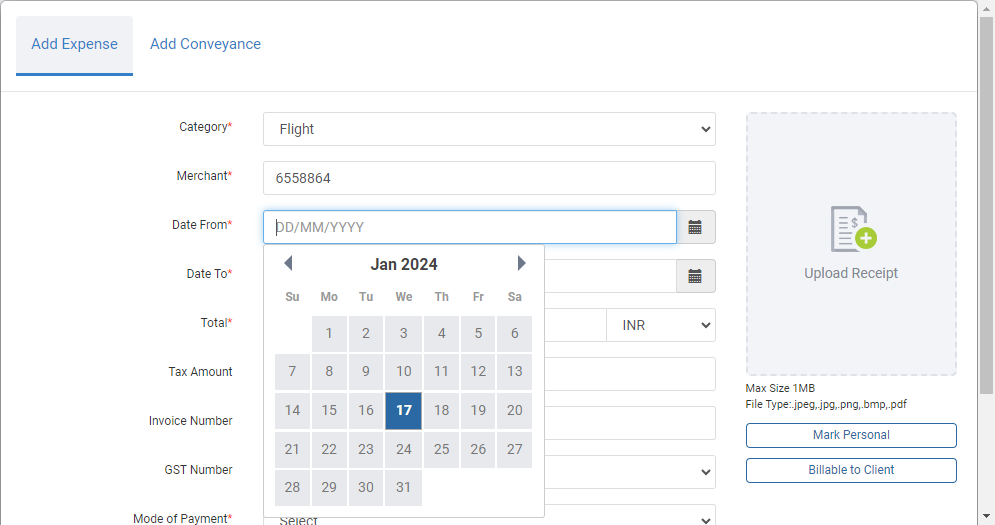 Add Expense Add Conveyance
Category* Flight
Merchant* 6558864
Date From* DD/MM/YYYY
Jan 2024
Su Mo Tu We Th Fr Sa
1 2 3 4 5 6
7 8 9 10 11 12 13
14 15 16 17 18 19 20
21 22 23 24 25 26 27
28 29 30 31
Date To*
Total* INR
Tax Amount
Invoice Number
GST Number
Mode of Payment* Select
$
Upload Receipt
Max Size 1MB
File Type:.jpeg,.jpg,.png,.bmp,.pdf
Mark Personal
Billable to Client